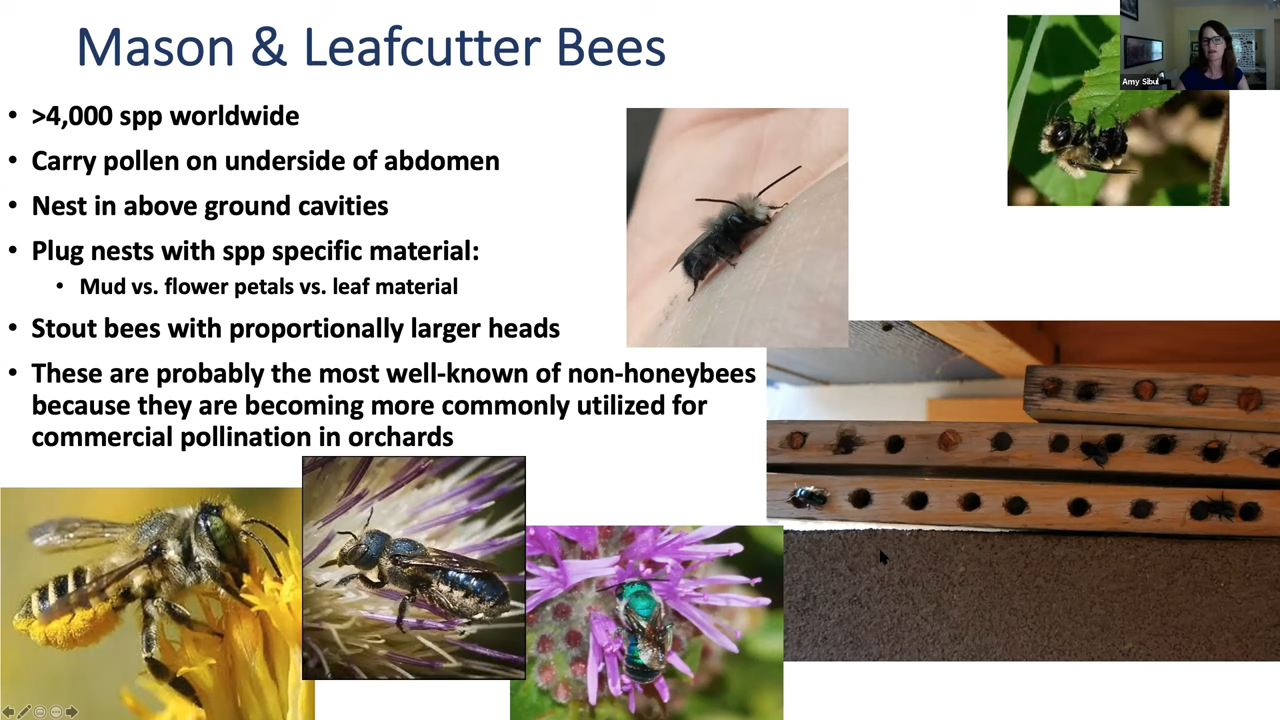 Mason & Leafcutter Bees
• >4,000 spp worldwide
• Carry pollen on underside of abdomen
• Nest in above ground cavities
• Plug nests with spp specific material:
• Mud vs. flower petals vs. leaf material
• Stout bees with proportionally larger heads
• These are probably the most well-known of non-honeybees
because they are becoming more commonly utilized for
commercial pollination in orchards
Amy Sibul